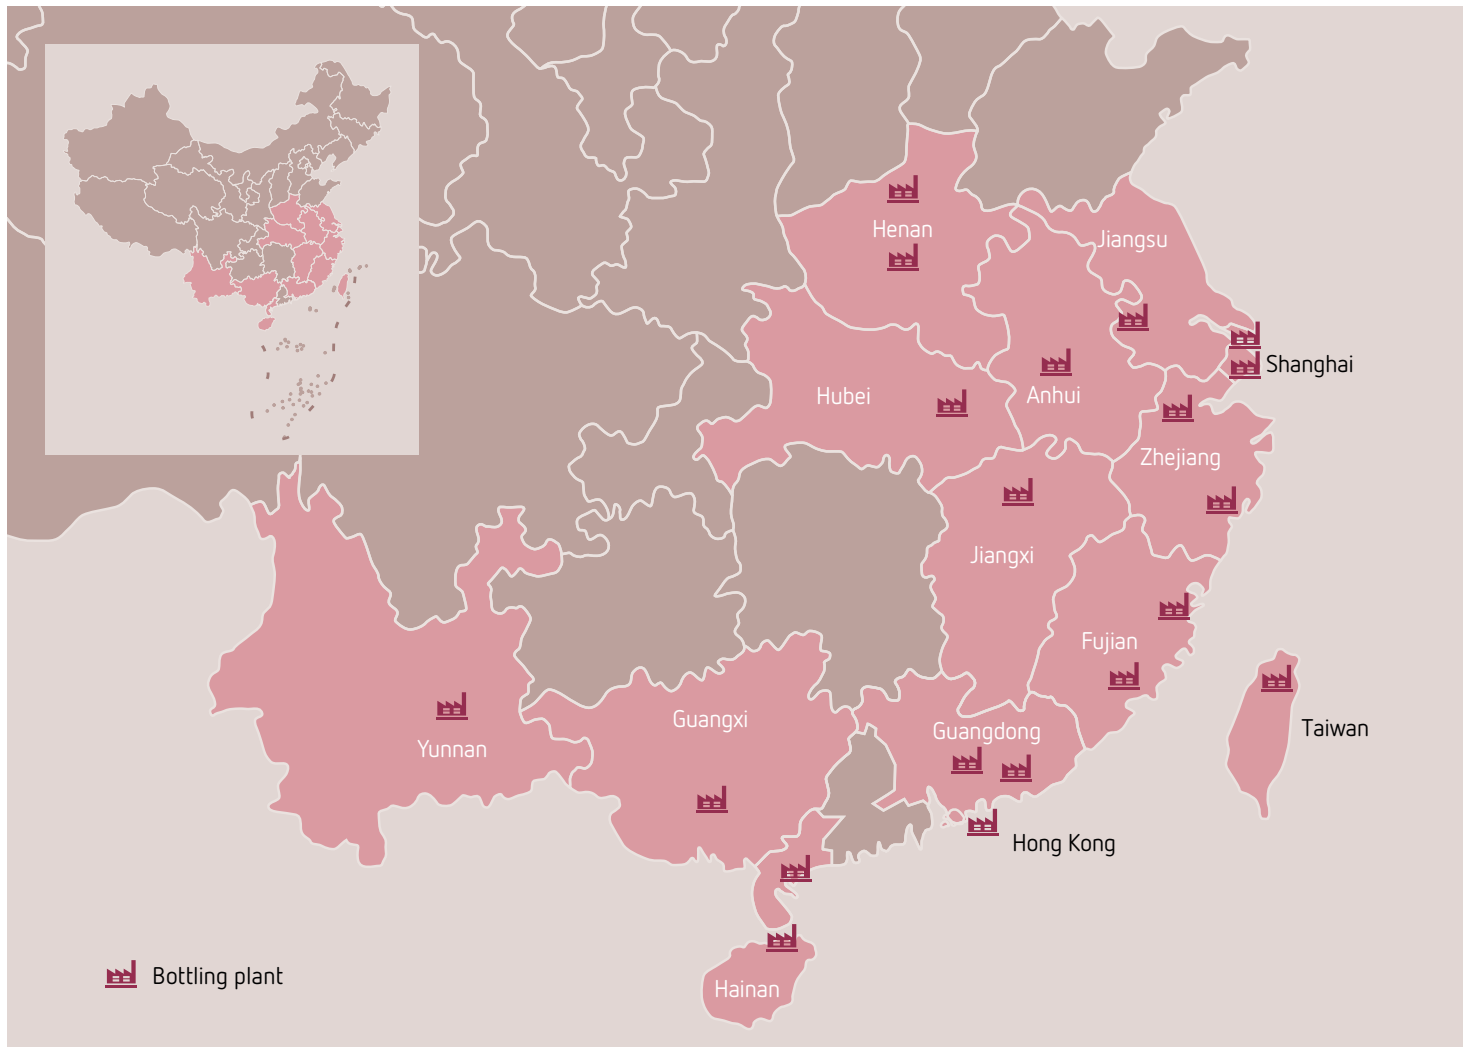 Henan
Jiangsu
Shanghai
Hubei
Anhui
Zhejiang
Jiangxi
Fujian
Guangxi
Guangdong
Taiwan
Yunnan
Hong Kong
Bottling plant
Hainan